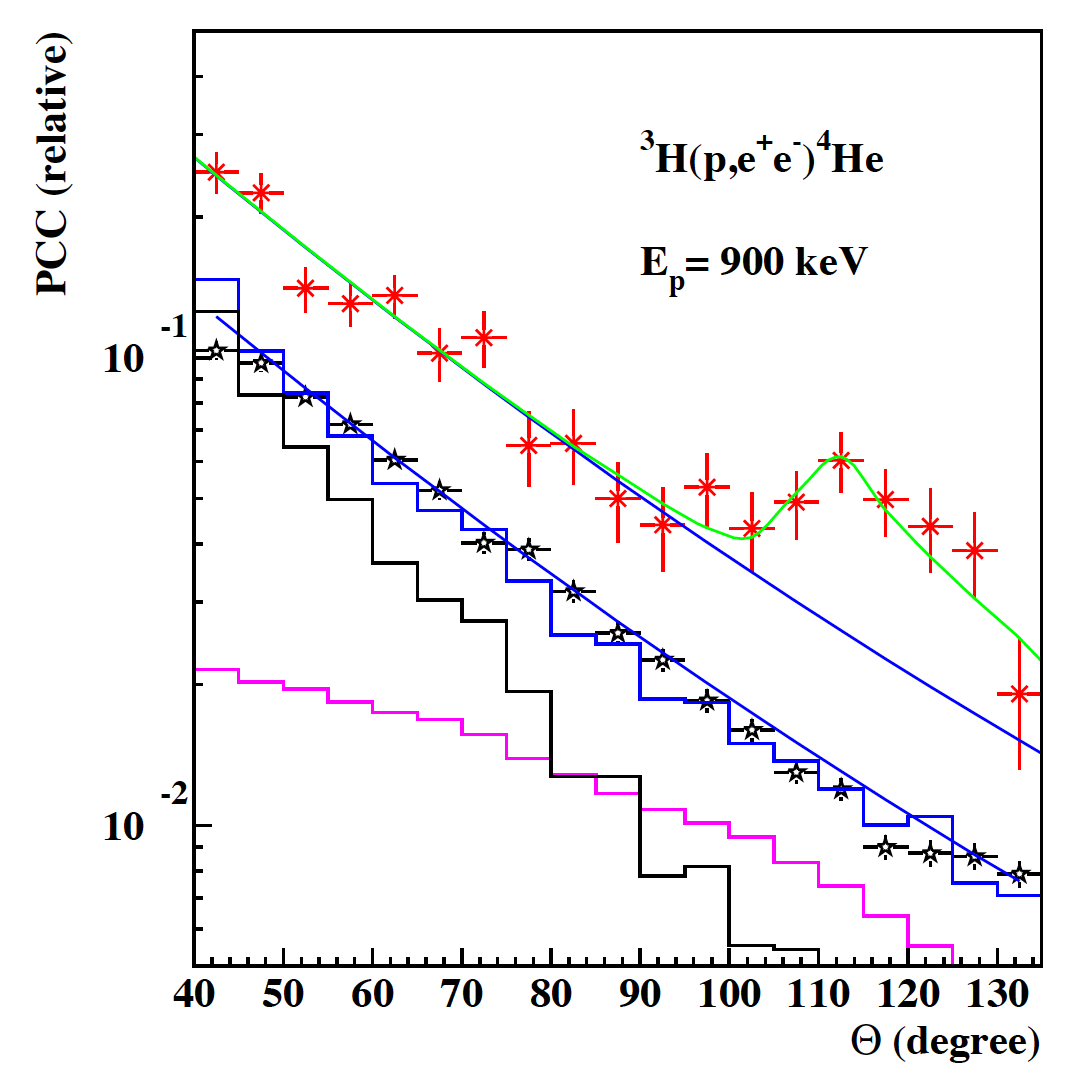 PCC (relative)
³H(p,e⁺e⁻)⁴He
Eₚ= 900 keV
10⁻¹
10⁻²
40 50 60 70 80 90 100 110 120 130
Θ (degree)